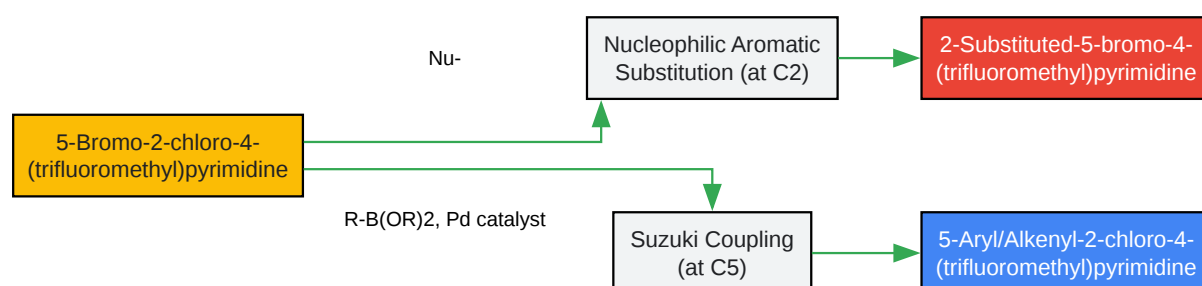 Nu-
Nucleophilic Aromatic
Substitution (at C2)
2-Substituted-5-bromo-4-
(trifluoromethyl)pyrimidine
5-Bromo-2-chloro-4-
(trifluoromethyl)pyrimidine
R-B(OR)2, Pd catalyst
Suzuki Coupling
(at C5)
5-Aryl/Alkenyl-2-chloro-4-
(trifluoromethyl)pyrimidine